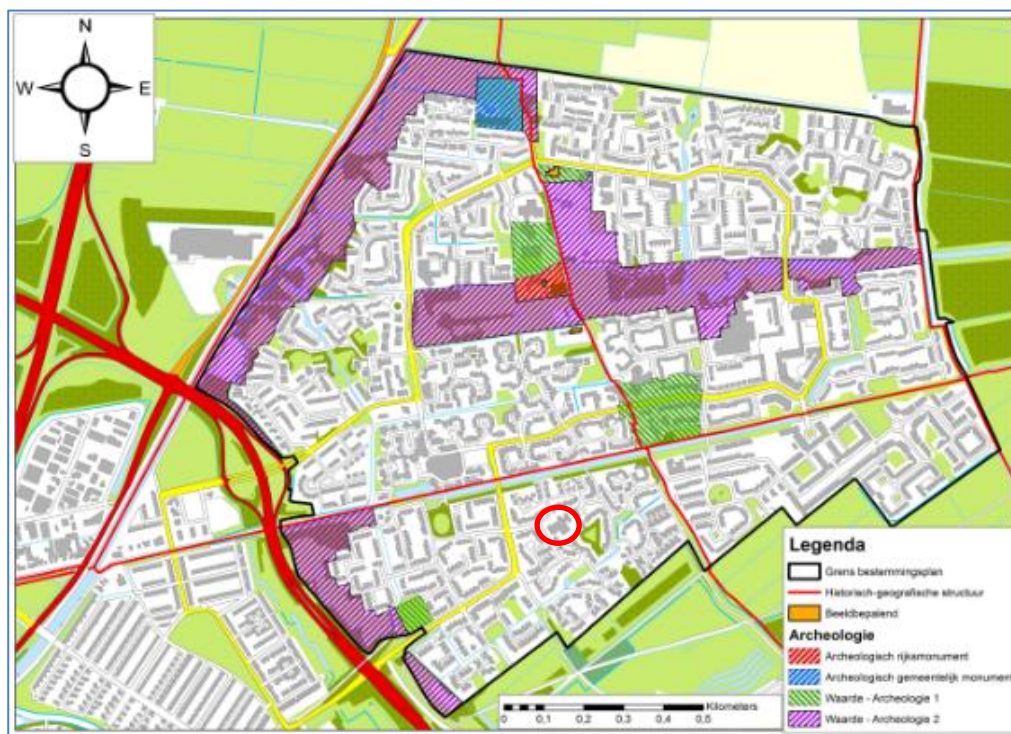 N
W E
S
Legenda
Grens bestemmingsplan
Historisch-geografische structuur
Beeldbepalend
Archeologie
Archeologisch rijksmonument
Archeologisch gemeentelijk monument
Waarde - Archeologie 1
Waarde - Archeologie 2
Kilometers
0 0,1 0,2 0,3 0,4 0,5